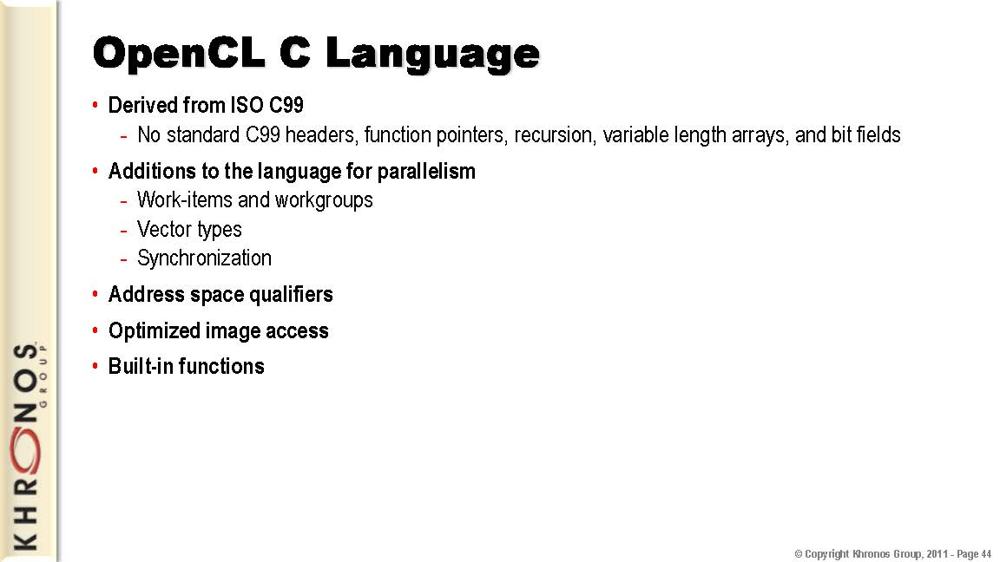 OpenCL C Language
• Derived from ISO C99
- No standard C99 headers, function pointers, recursion, variable length arrays, and bit fields
• Additions to the language for parallelism
- Work-items and workgroups
- Vector types
- Synchronization
• Address space qualifiers
• Optimized image access
• Built-in functions
KHRONOS
GROUP
© Copyright Khronos Group, 2011 - Page 44